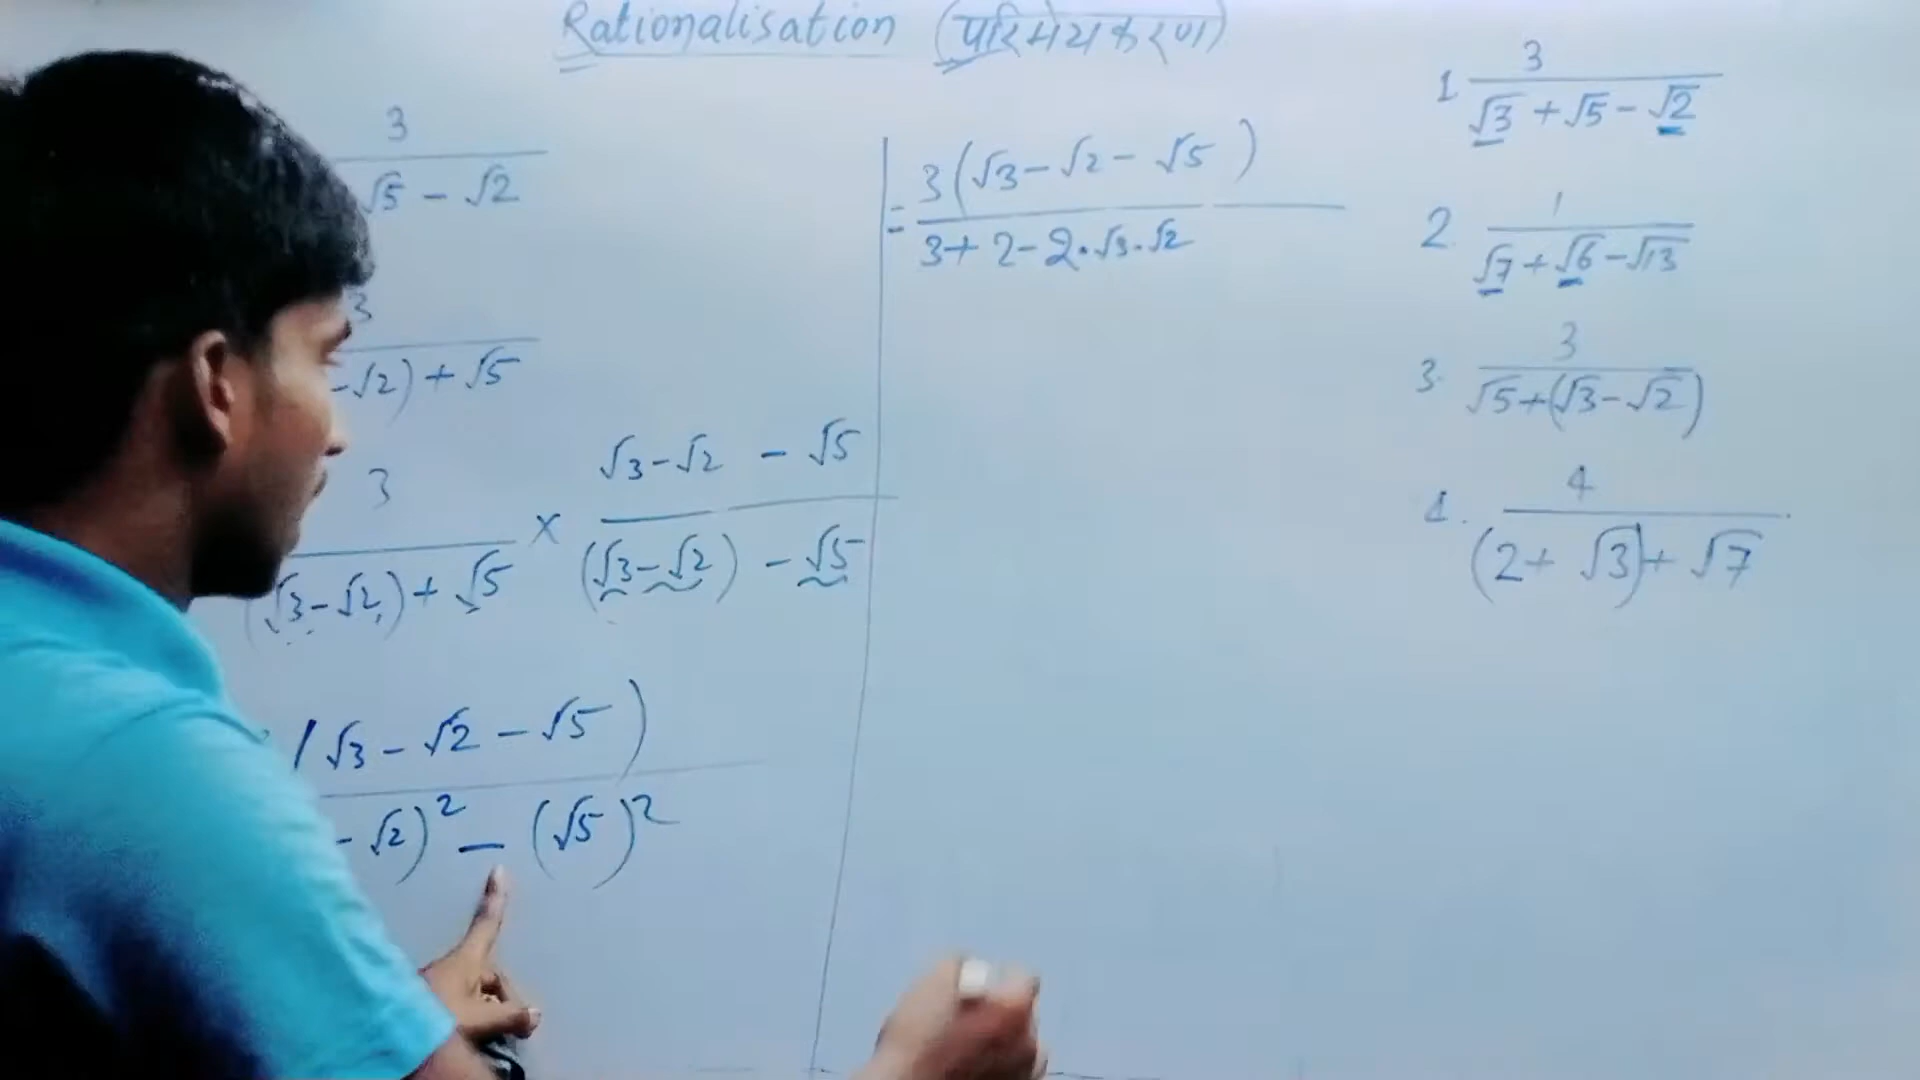 Rationalisation (परिमेयकरण)
3
√5 - √2
3
-√2) + √5
3
(√3-√2) + √5
×
√3-√2 - √5
(√3-√2) - √5
(√3 - √2 - √5)
- √2)² - (√5)²
= 3(√3-√2-√5)
3+2-2·√3·√2
1 3
√3 + √5 - √2
2. 1
√7 + √6 - √13
3. 3
√5+(√3-√2)
4. 4
(2+ √3)+ √7